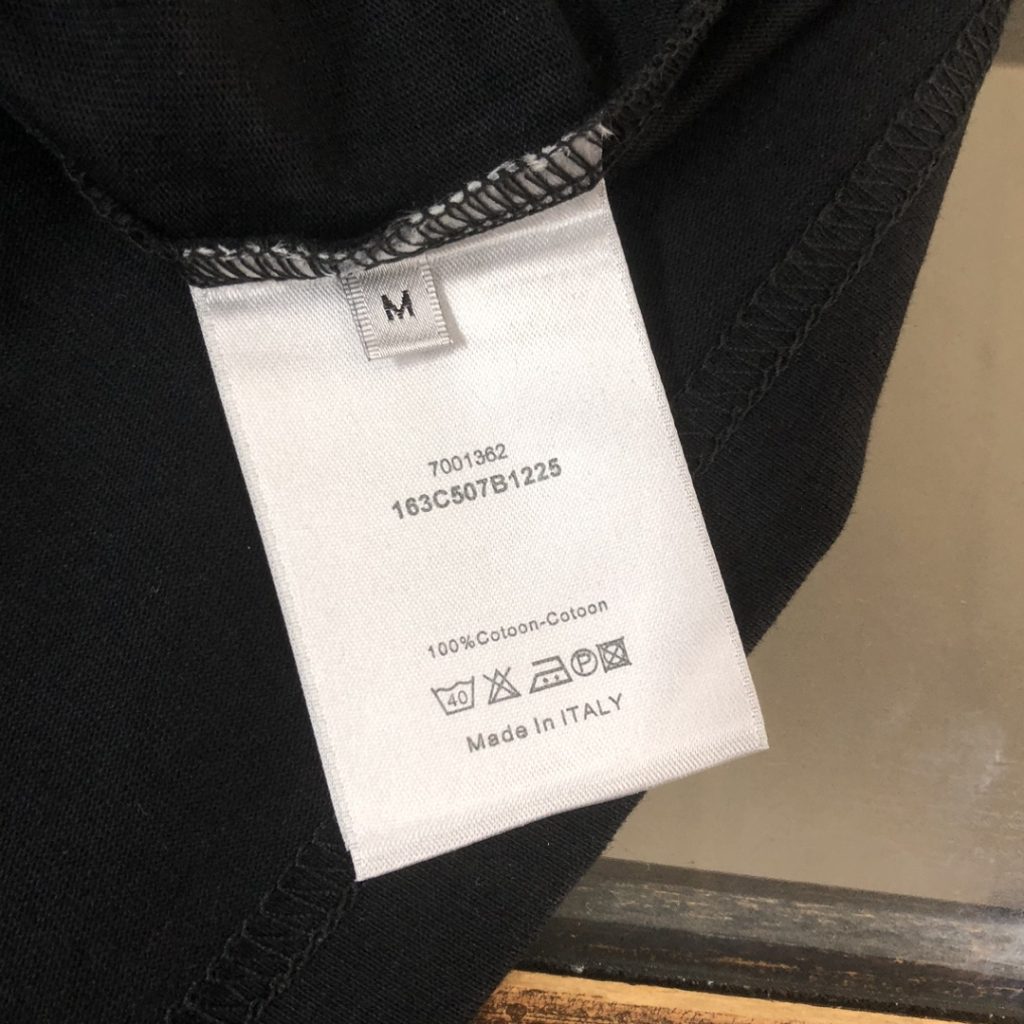 M
7001362
163C507B1225
100%Cotoon-Cotoon
40 P
Made In ITALY